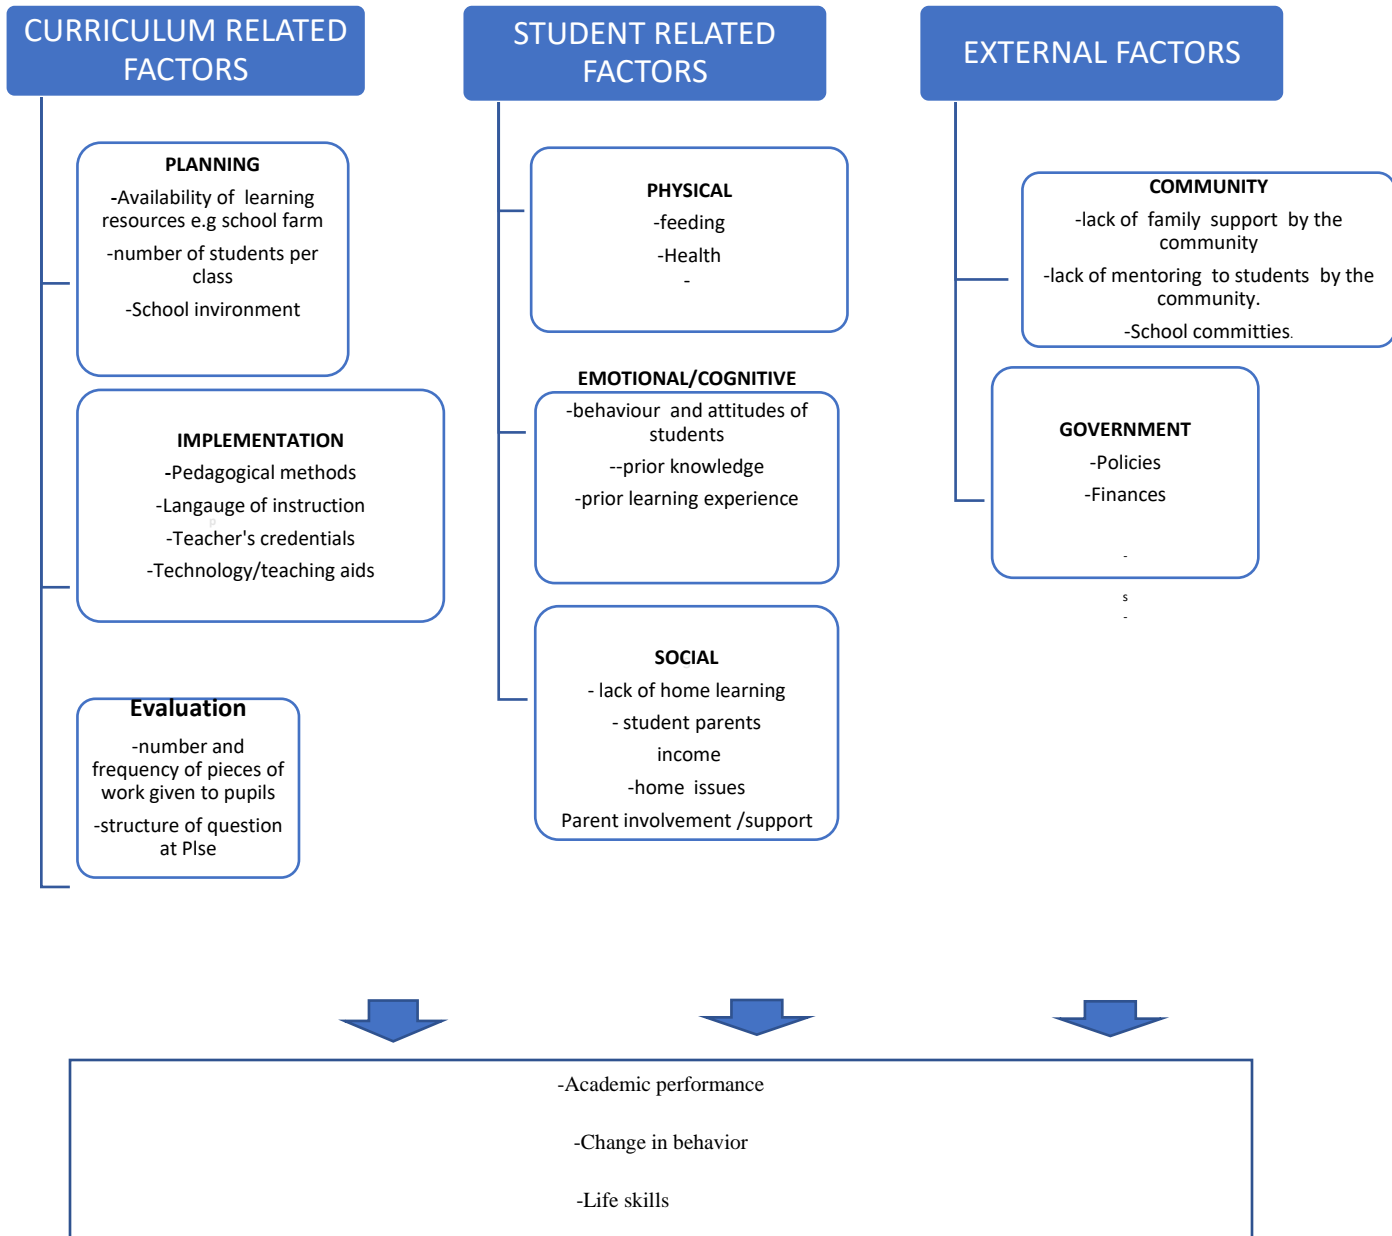 CURRICULUM RELATED
FACTORS
PLANNING
-Availability of learning
resources e.g school farm
-number of students per
class
-School invironment
IMPLEMENTATION
-Pedagogical methods
-Langauge of instruction
-Teacher's credentials
-Technology/teaching aids
P
Evaluation
-number and
frequency of pieces of
work given to pupils
-structure of question
at Plse
STUDENT RELATED
FACTORS
PHYSICAL
-feeding
-Health
-
EMOTIONAL/COGNITIVE
-behaviour and attitudes of
students
--prior knowledge
-prior learning experience
SOCIAL
- lack of home learning
- student parents
income
-home issues
Parent involvement /support
EXTERNAL FACTORS
COMMUNITY
-lack of family support by the
community
-lack of mentoring to students by the
community.
-School committies.
GOVERNMENT
-Policies
-Finances
-
s
-
-Academic performance
-Change in behavior
-Life skills